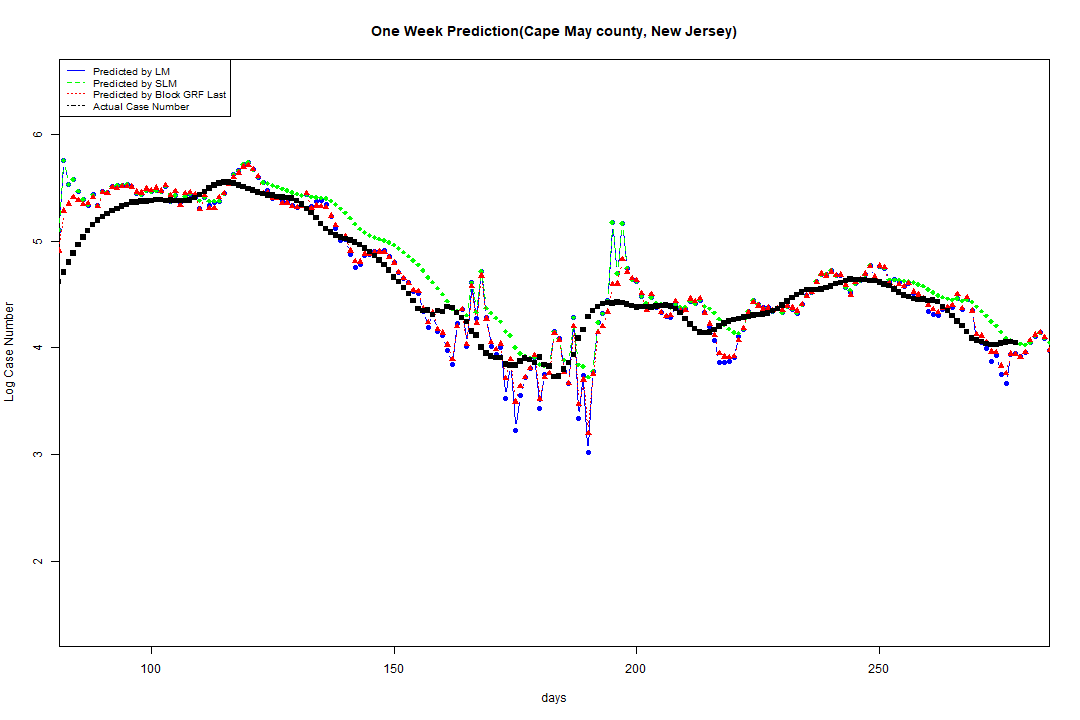 One Week Prediction(Cape May county, New Jersey)
Predicted by LM
Predicted by SLM
Predicted by Block GRF Last
Actual Case Number
6
5
4
3
2
Log Case Number
100 150 200 250
days